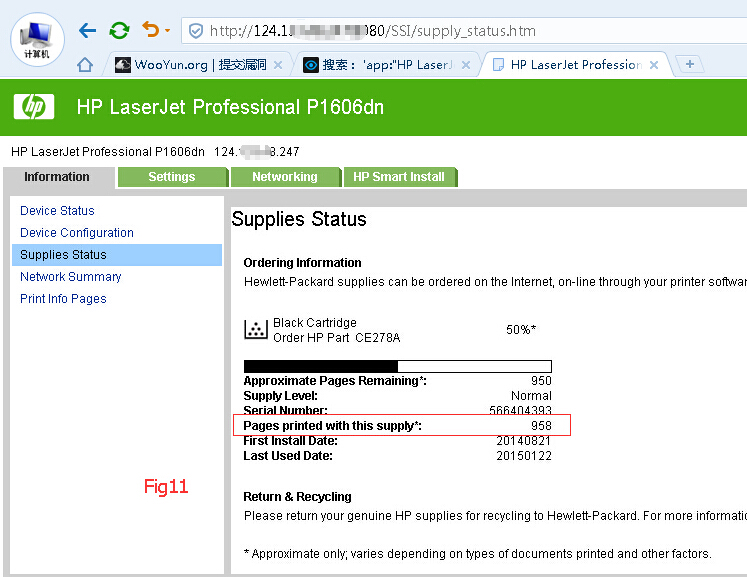 计算机
http://124.1 080/SSI/supply_status.htm
WooYun.org | 提交漏洞
搜索： 'app:"HP LaserJ
HP LaserJet Profession
hp
HP LaserJet Professional P1606dn
HP LaserJet Professional P1606dn 124. 8.247
Information Settings Networking HP Smart Install
Device Status
Device Configuration
Supplies Status
Network Summary
Print Info Pages
Supplies Status
Ordering Information
Hewlett-Packard supplies can be ordered on the Internet, on-line through your printer softwar
Black Cartridge
Order HP Part CE278A
50%*
Approximate Pages Remaining*: 950
Supply Level: Normal
Serial Number: 566404393
Pages printed with this supply*: 958
First Install Date: 20140821
Last Used Date: 20150122
Fig11
Return & Recycling
Please return your genuine HP supplies for recycling to Hewlett-Packard. For more informatio
* Approximate only; varies depending on types of documents printed and other factors.